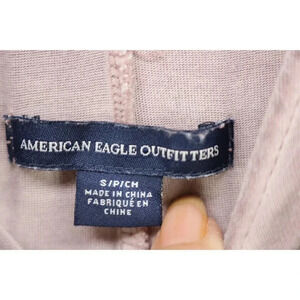 AMERICAN EAGLE OUTFITTERS
S/P/CH
MADE IN CHINA
FABRIQUÉ EN
CHINE